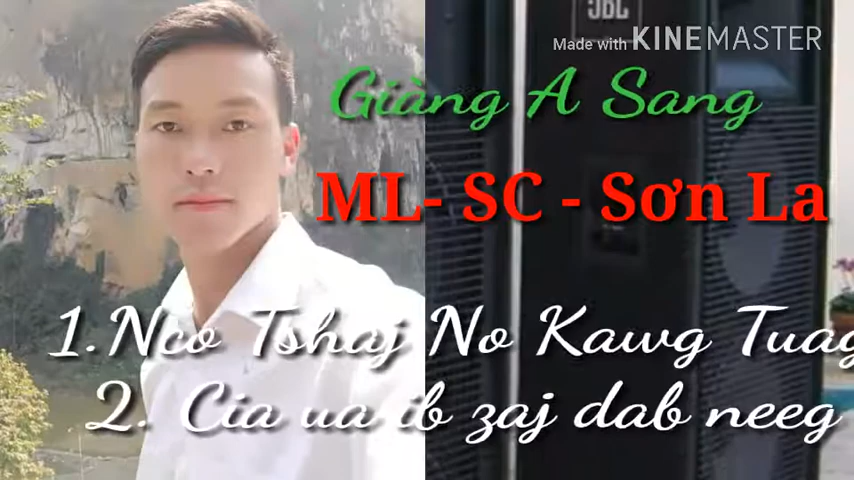 JBL
Made with KINEMASTER
Giàng A Sang
ML- SC - Sơn La
1. Nco Tshaj No Kawg Tuag
2. Cia ua ib zaj dab neeg